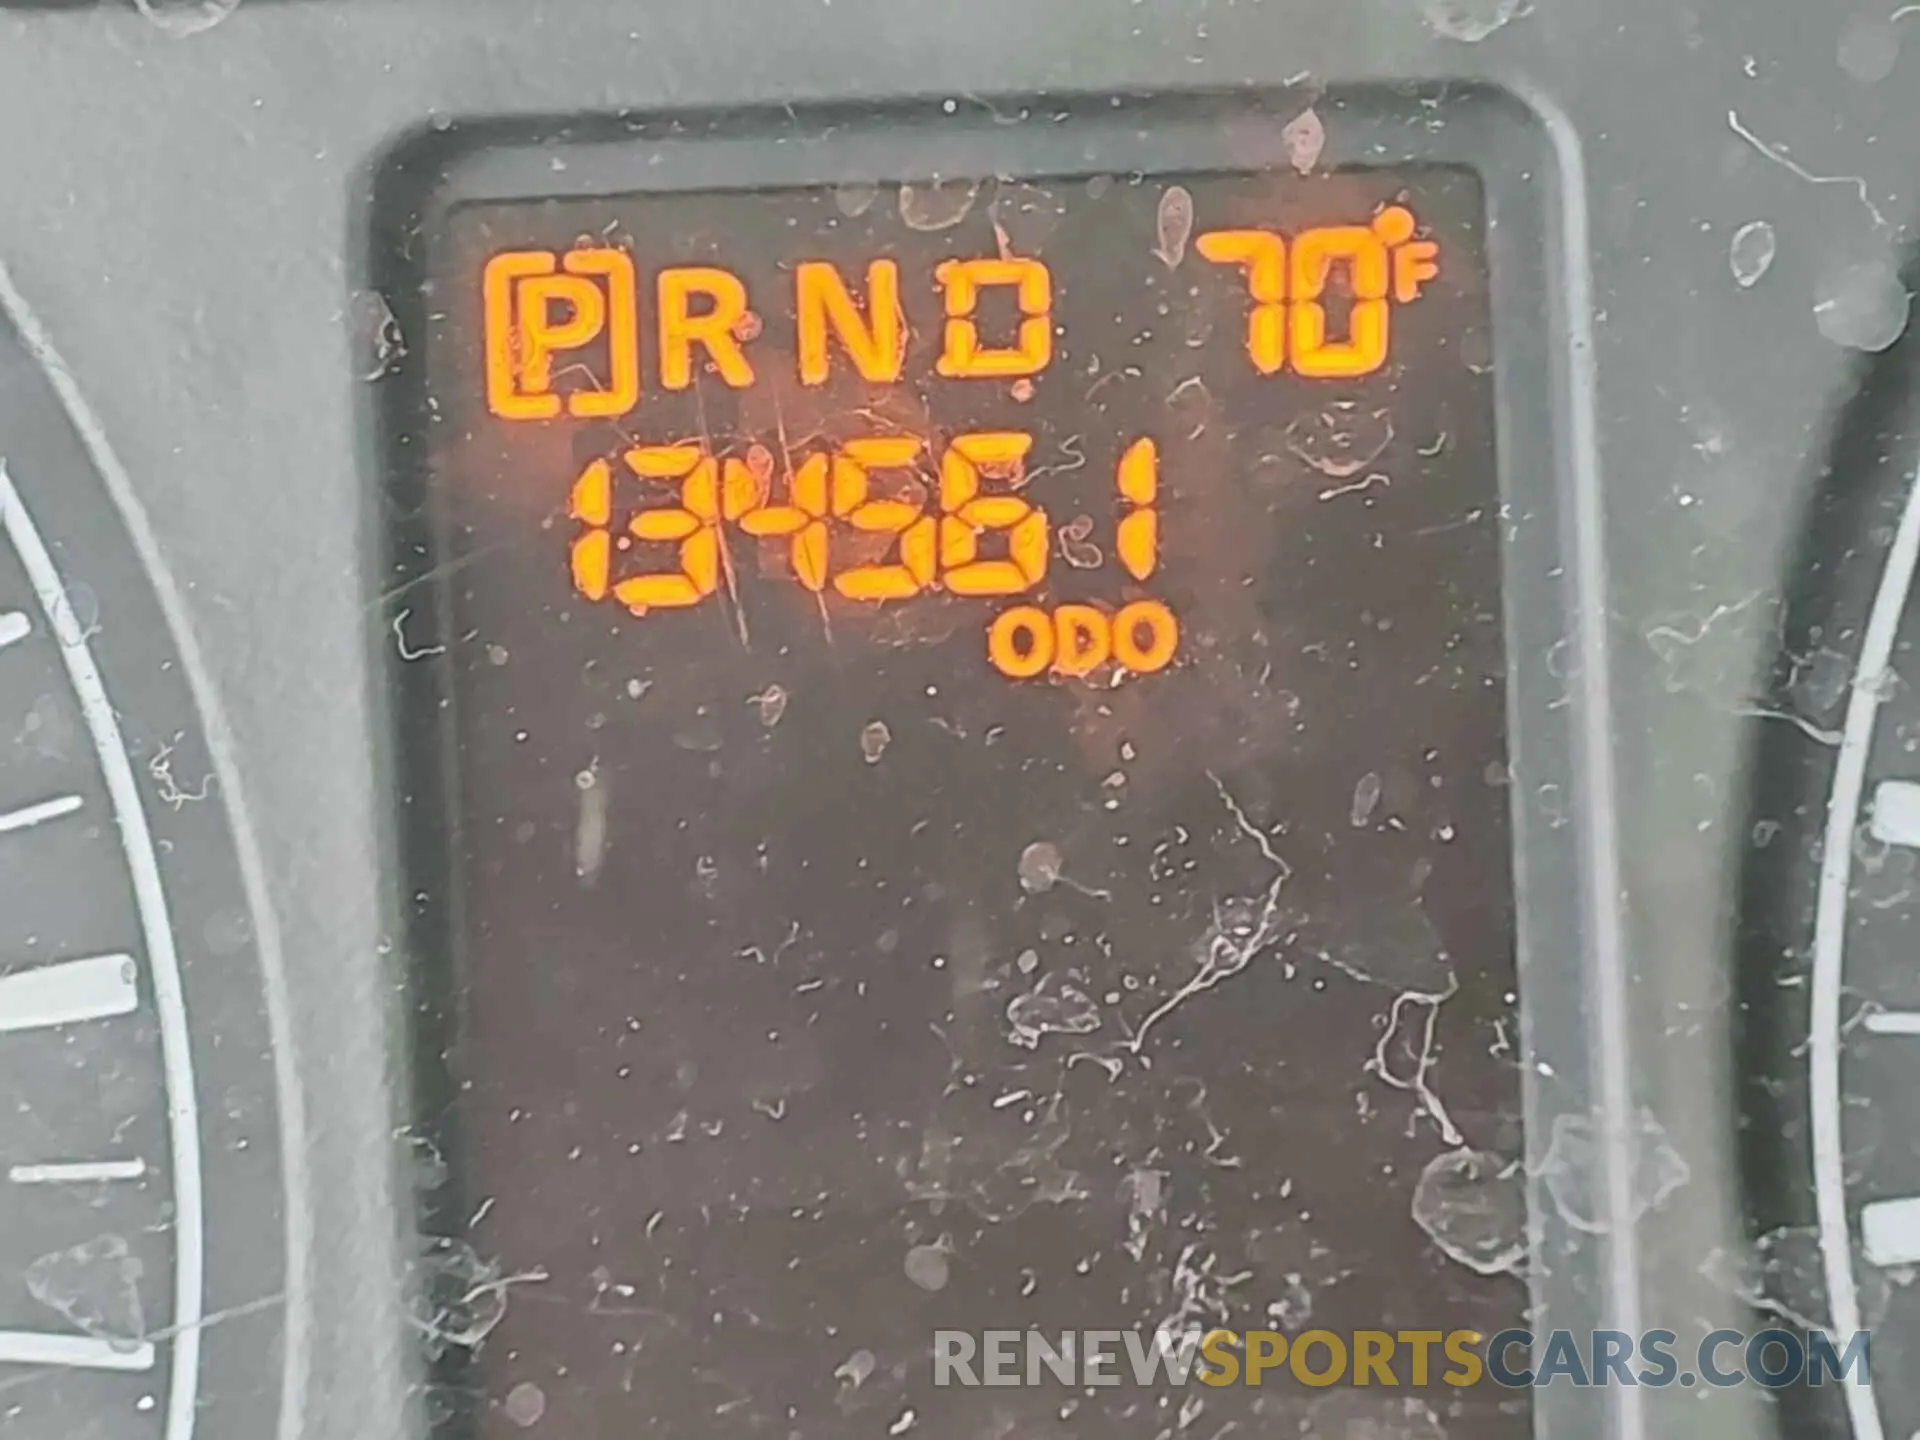 P R N D 70°F
134561
ODO
RENEWSPORTSCARS.COM